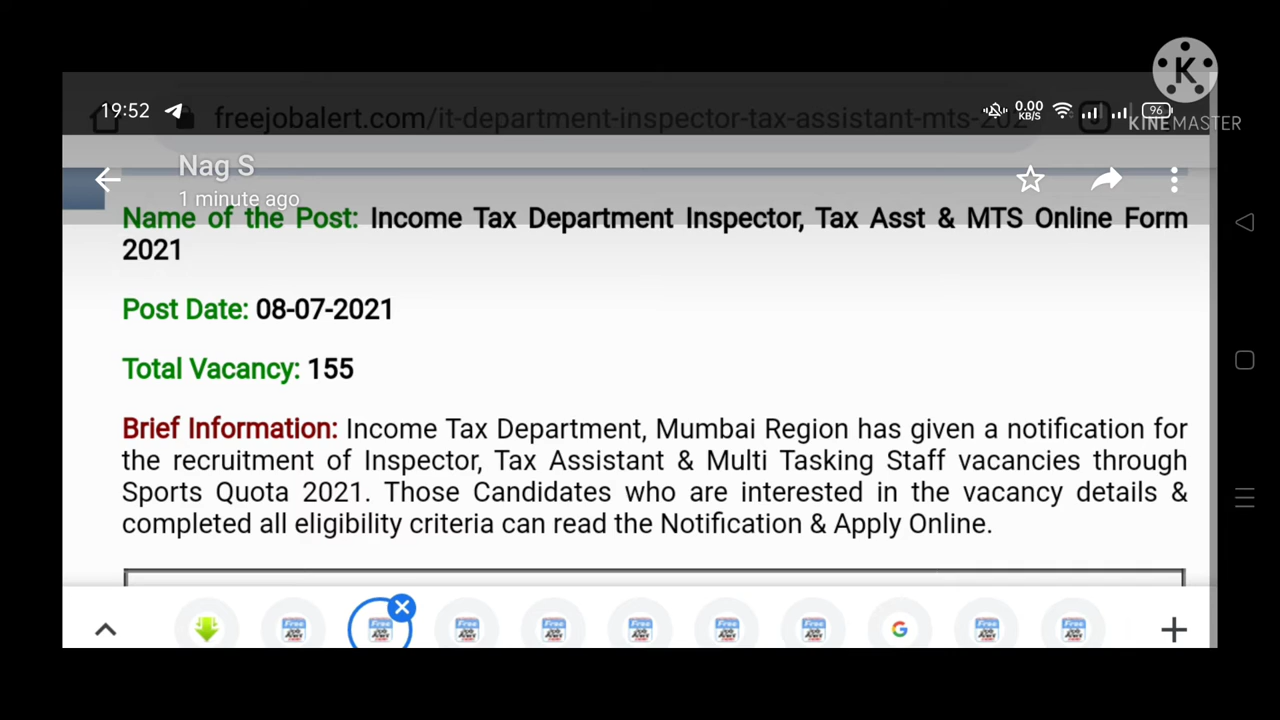 19:52
0.00
KB/S
96
freejobalert.com/it-department-inspector-tax-assistant-mts-202
KINEMASTER
Nag S
1 minute ago
Name of the Post: Income Tax Department Inspector, Tax Asst & MTS Online Form
2021
Post Date: 08-07-2021
Total Vacancy: 155
Brief Information: Income Tax Department, Mumbai Region has given a notification for
the recruitment of Inspector, Tax Assistant & Multi Tasking Staff vacancies through
Sports Quota 2021. Those Candidates who are interested in the vacancy details &
completed all eligibility criteria can read the Notification & Apply Online.